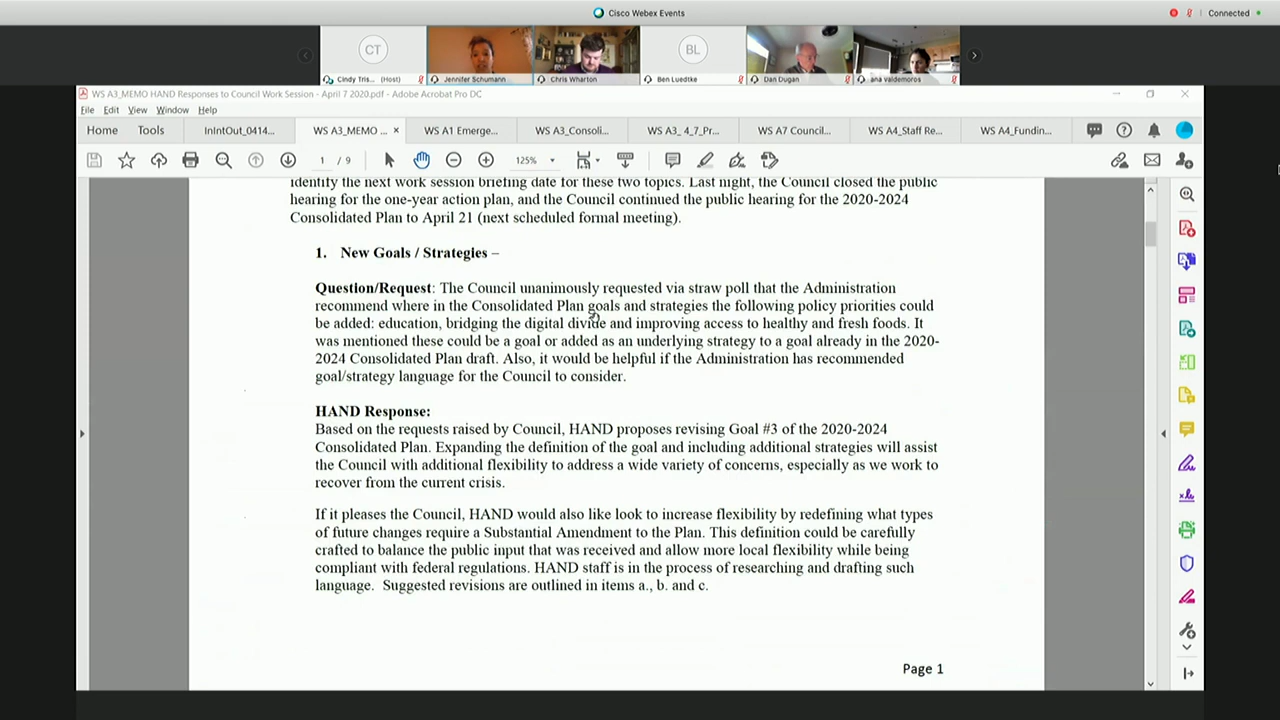 Cisco Webex Events
Connected
CT
BL
Cindy Tris... (Host)
Jennifer Schumann
Chris Wharton
Ben Luedtke
Dan Dugan
ana valdemoros
WS A3_MEMO HAND Responses to Council Work Session - April 7 2020.pdf - Adobe Acrobat Pro DC
File Edit View Window Help
Home Tools InIntOut_0414... WS A3_MEMO ... × WS A1 Emerge... WS A3_Consoli... WS A3_ 4_7_Pr... WS A7 Council... WS A4_Staff Re... WS A4_Fundin...
1 / 9 125%
identify the next work session briefing date for these two topics. Last night, the Council closed the public
hearing for the one-year action plan, and the Council continued the public hearing for the 2020-2024
Consolidated Plan to April 21 (next scheduled formal meeting).
1. New Goals / Strategies –
Question/Request: The Council unanimously requested via straw poll that the Administration
recommend where in the Consolidated Plan goals and strategies the following policy priorities could
be added: education, bridging the digital divide and improving access to healthy and fresh foods. It
was mentioned these could be a goal or added as an underlying strategy to a goal already in the 2020-
2024 Consolidated Plan draft. Also, it would be helpful if the Administration has recommended
goal/strategy language for the Council to consider.
HAND Response:
Based on the requests raised by Council, HAND proposes revising Goal #3 of the 2020-2024
Consolidated Plan. Expanding the definition of the goal and including additional strategies will assist
the Council with additional flexibility to address a wide variety of concerns, especially as we work to
recover from the current crisis.
If it pleases the Council, HAND would also like look to increase flexibility by redefining what types
of future changes require a Substantial Amendment to the Plan. This definition could be carefully
crafted to balance the public input that was received and allow more local flexibility while being
compliant with federal regulations. HAND staff is in the process of researching and drafting such
language. Suggested revisions are outlined in items a., b. and c.
Page 1